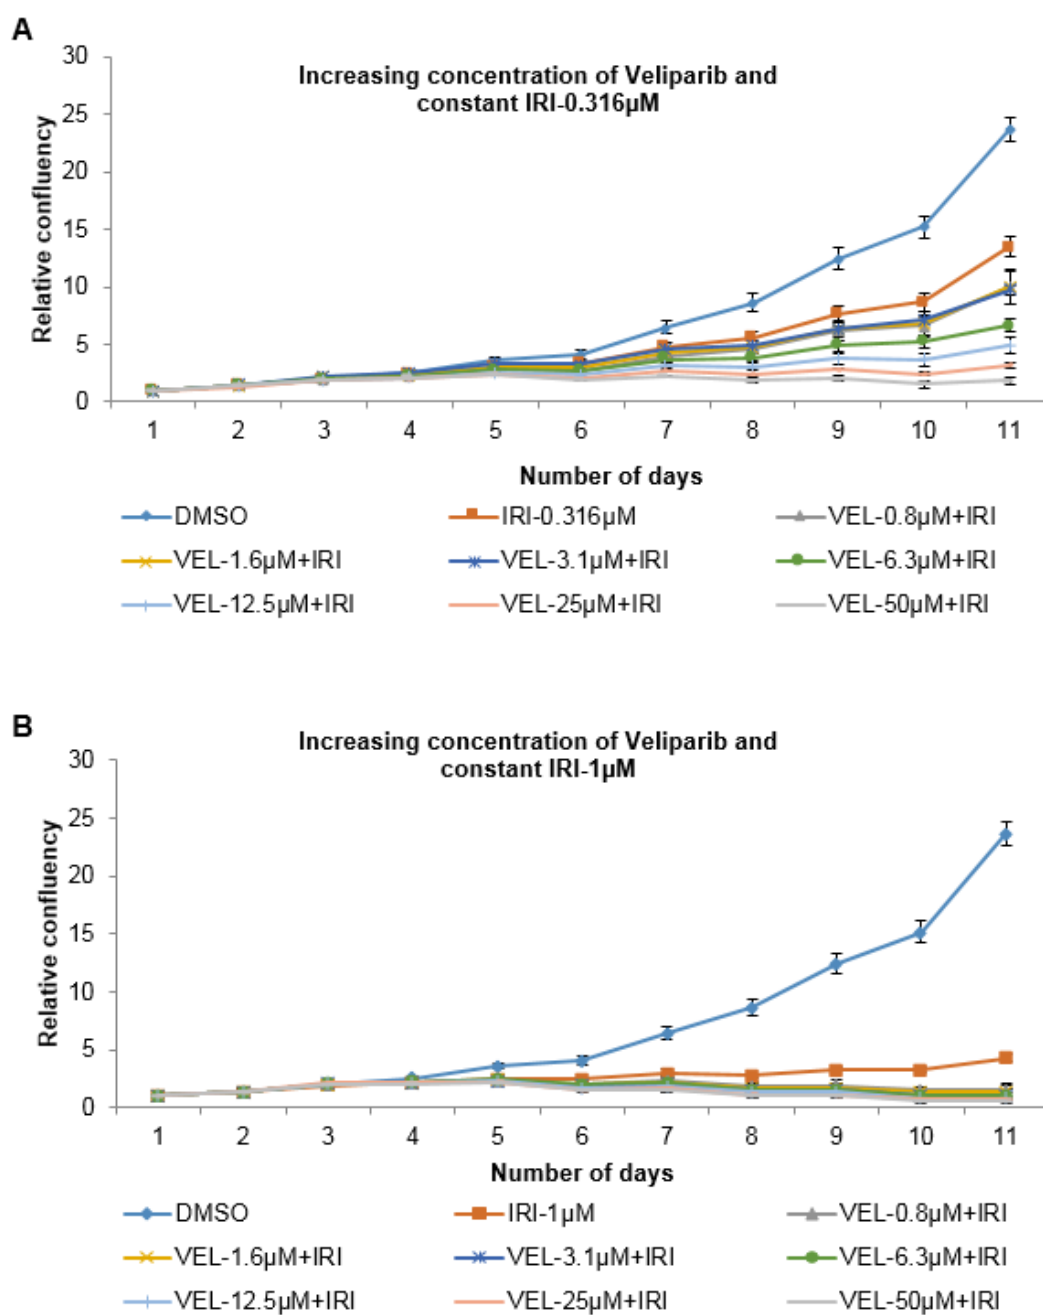 A
Increasing concentration of Veliparib and
constant IRI-0.316µM
Relative confluency
30
25
20
15
10
5
0
1 2 3 4 5 6 7 8 9 10 11
Number of days
DMSO IRI-0.316µM VEL-0.8µM+IRI
VEL-1.6µM+IRI VEL-3.1µM+IRI VEL-6.3µM+IRI
VEL-12.5µM+IRI VEL-25µM+IRI VEL-50µM+IRI
B
Increasing concentration of Veliparib and
constant IRI-1µM
Relative confluency
30
25
20
15
10
5
0
1 2 3 4 5 6 7 8 9 10 11
Number of days
DMSO IRI-1µM VEL-0.8µM+IRI
VEL-1.6µM+IRI VEL-3.1µM+IRI VEL-6.3µM+IRI
VEL-12.5µM+IRI VEL-25µM+IRI VEL-50µM+IRI